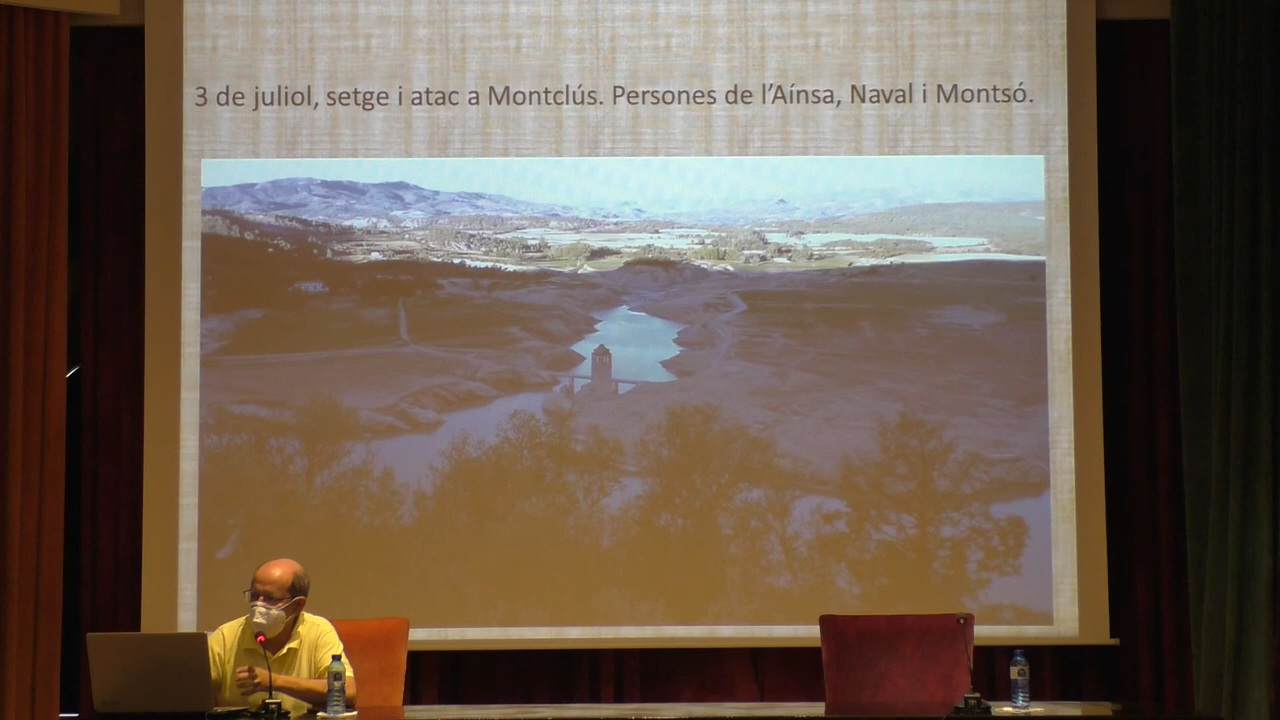 3 de juliol, setge i atac a Montclús. Persones de l’Aínsa, Naval i Montsó.